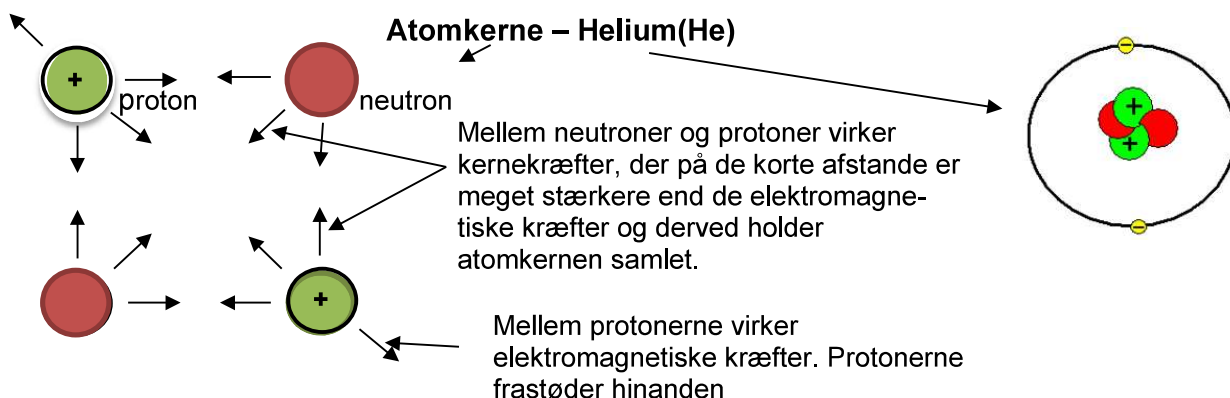 Atomkerne – Helium(He)
+
proton
neutron
Mellem neutroner og protoner virker
kernekræfter, der på de korte afstande er
meget stærkere end de elektromagne-
tiske kræfter og derved holder
atomkernen samlet.
+
Mellem protonerne virker
elektromagnetiske kræfter. Protonerne
frastøder hinanden
−
+
+
−